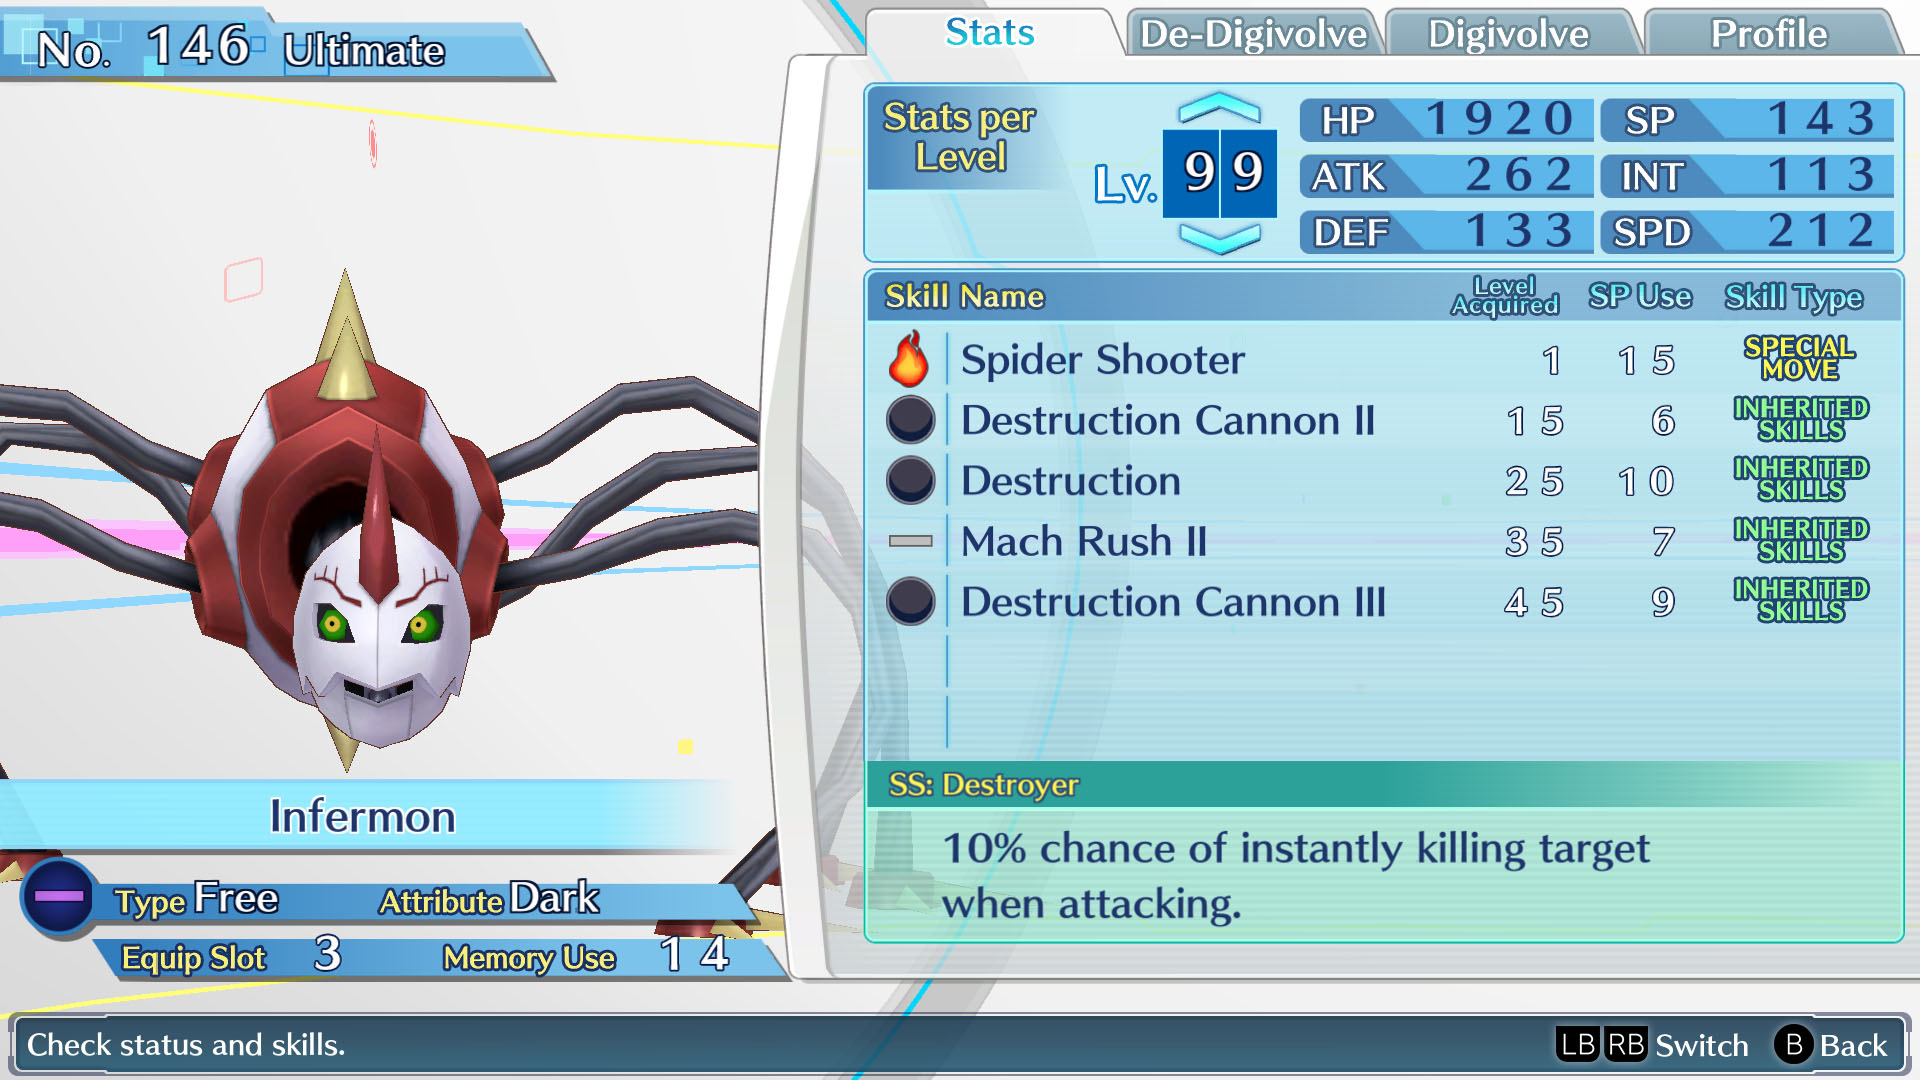 No. 146 Ultimate
Stats De-Digivolve Digivolve Profile
Stats per
Level
Lv. 99
HP 1920 SP 143
ATK 262 INT 113
DEF 133 SPD 212
Skill Name Level Acquired SP Use Skill Type
Spider Shooter 1 15 SPECIAL MOVE
Destruction Cannon II 15 6 INHERITED SKILLS
Destruction 25 10 INHERITED SKILLS
Mach Rush II 35 7 INHERITED SKILLS
Destruction Cannon III 45 9 INHERITED SKILLS
SS: Destroyer
10% chance of instantly killing target
when attacking.
Infermon
Type Free Attribute Dark
Equip Slot 3 Memory Use 14
Check status and skills.
LB RB Switch B Back